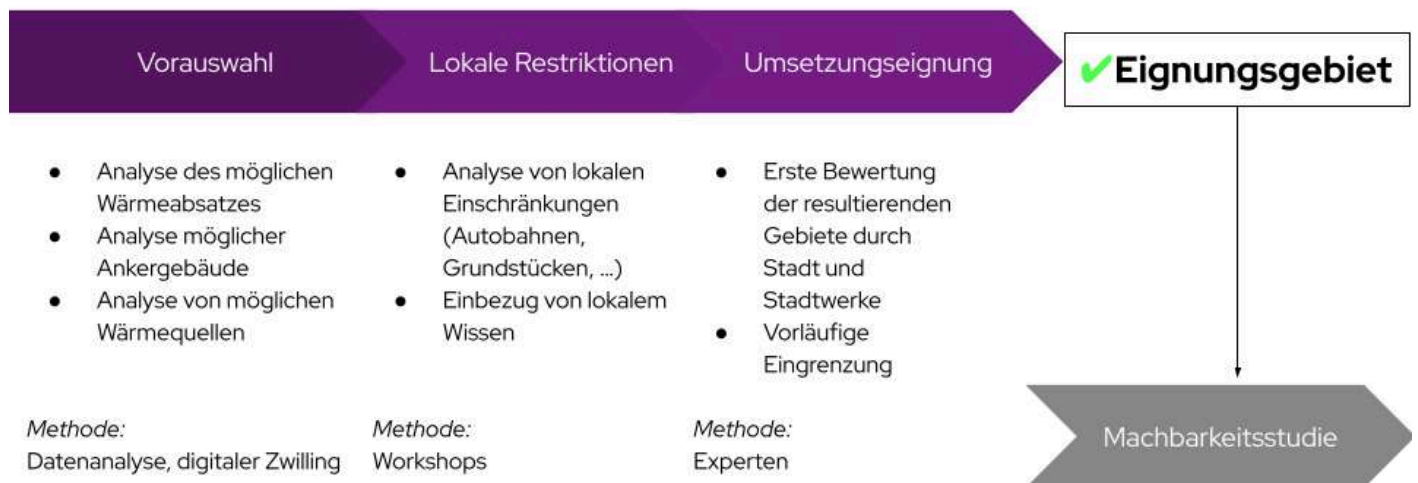 Vorauswahl
Lokale Restriktionen
Umsetzungseignung
✔Eignungsgebiet
● Analyse des möglichen
Wärmeabsatzes
● Analyse möglicher
Ankergebäude
● Analyse von möglichen
Wärmequellen
Methode:
Datenanalyse, digitaler Zwilling
● Analyse von lokalen
Einschränkungen
(Autobahnen,
Grundstücken, ...)
● Einbezug von lokalem
Wissen
Methode:
Workshops
● Erste Bewertung
der resultierenden
Gebiete durch
Stadt und
Stadtwerke
● Vorläufige
Eingrenzung
Methode:
Experten
Machbarkeitsstudie